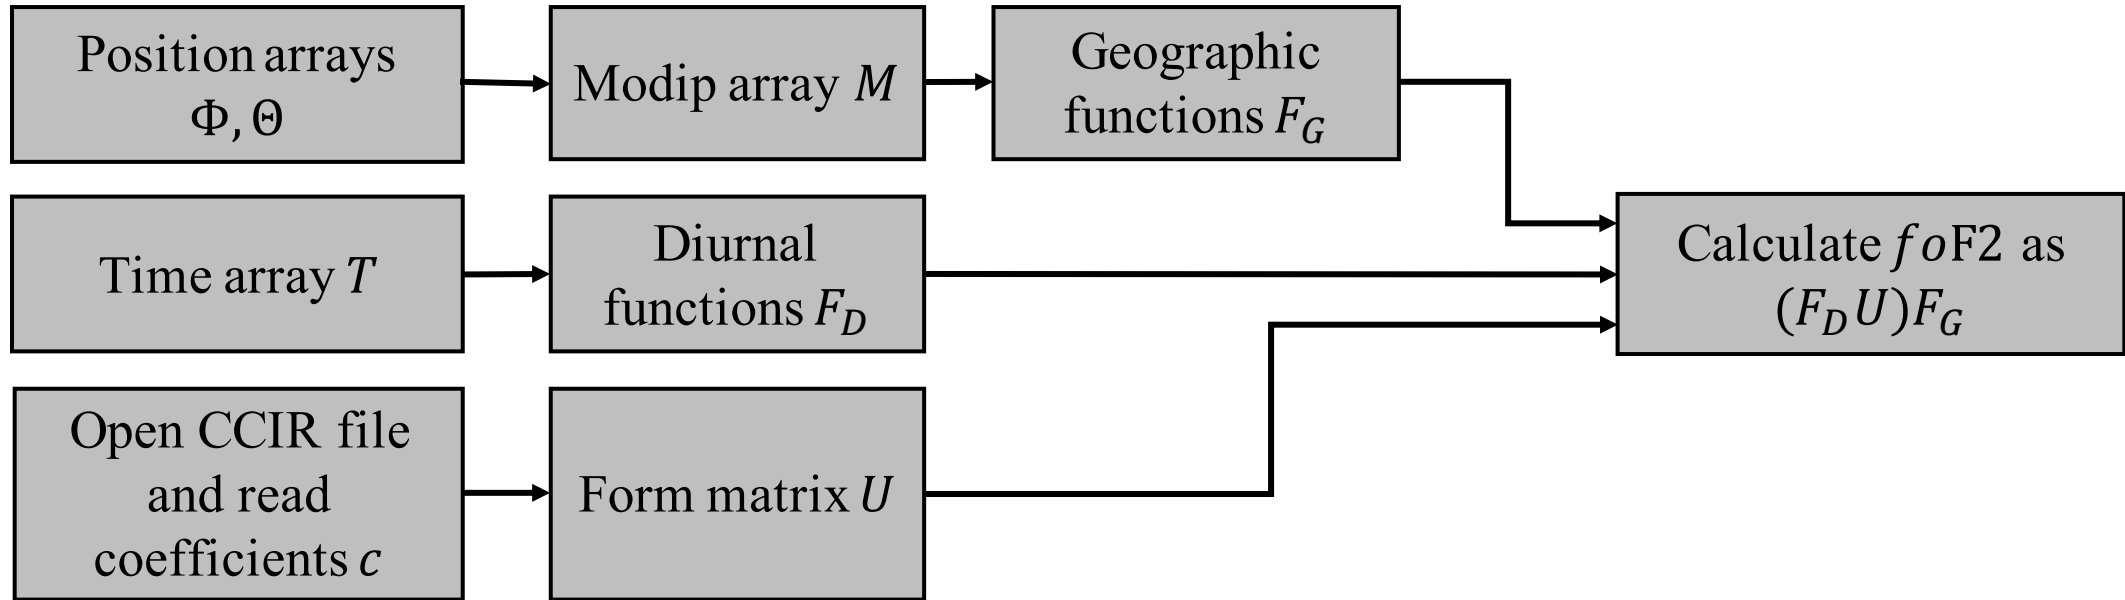 Position arrays
Φ, Θ
Modip array M
Geographic
functions F_G
Time array T
Diurnal
functions F_D
Calculate foF2 as
(F_D U)F_G
Open CCIR file
and read
coefficients c
Form matrix U